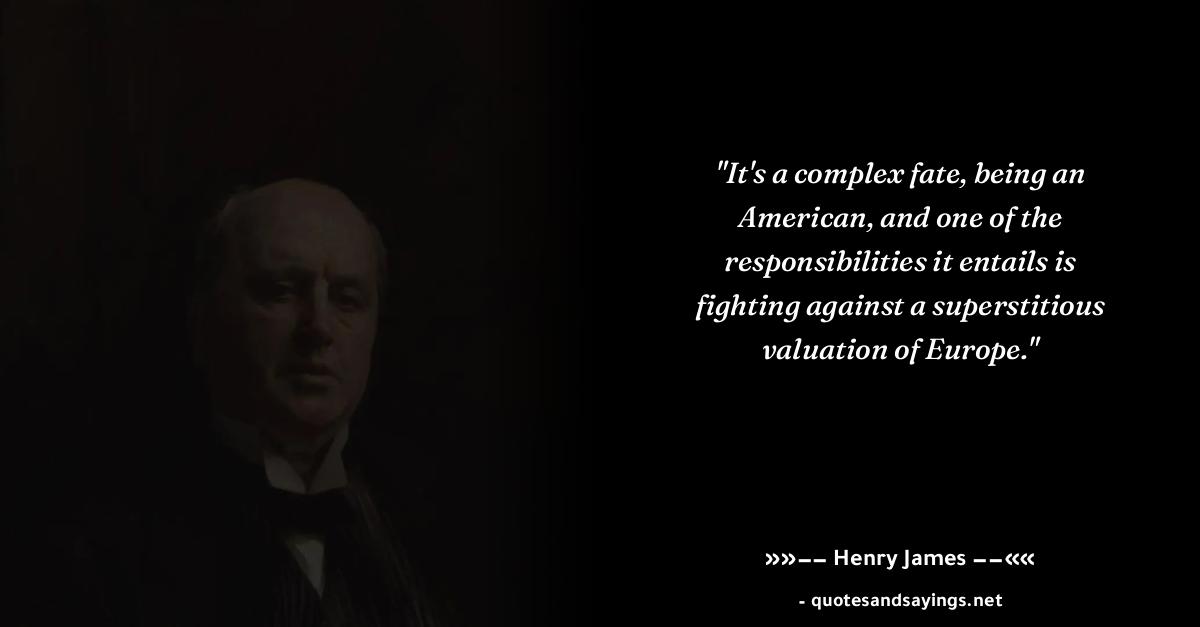 "It's a complex fate, being an
American, and one of the
responsibilities it entails is
fighting against a superstitious
valuation of Europe."
»»−− Henry James −−««
- quotesandsayings.net